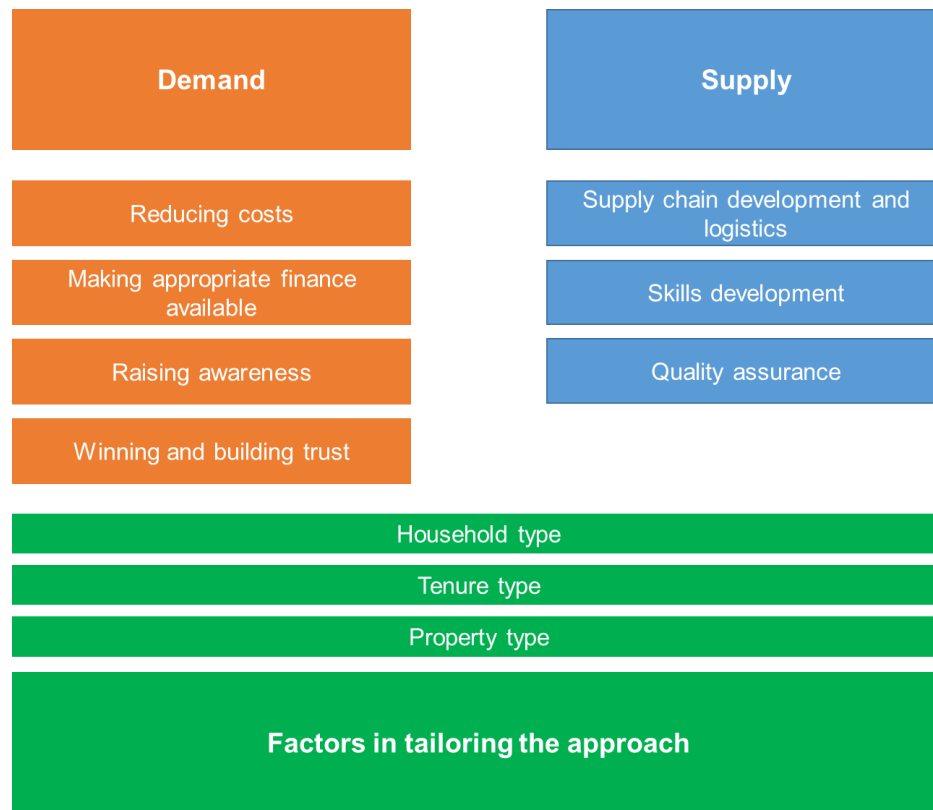 Demand
Reducing costs
Making appropriate finance
available
Raising awareness
Winning and building trust
Supply
Supply chain development and
logistics
Skills development
Quality assurance
Household type
Tenure type
Property type
Factors in tailoring the approach